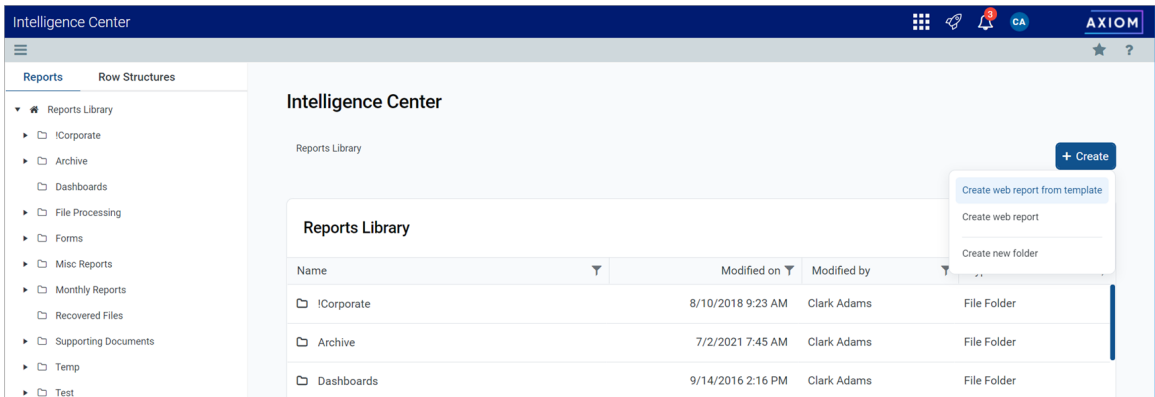 Intelligence Center
3
CA
AXIOM
?
Reports Row Structures
Reports Library
!Corporate
Archive
Dashboards
File Processing
Forms
Misc Reports
Monthly Reports
Recovered Files
Supporting Documents
Temp
Test
Intelligence Center
Reports Library
+ Create
Create web report from template
Create web report
Create new folder
Reports Library
Name Modified on Modified by
!Corporate 8/10/2018 9:23 AM Clark Adams File Folder
Archive 7/2/2021 7:45 AM Clark Adams File Folder
Dashboards 9/14/2016 2:16 PM Clark Adams File Folder